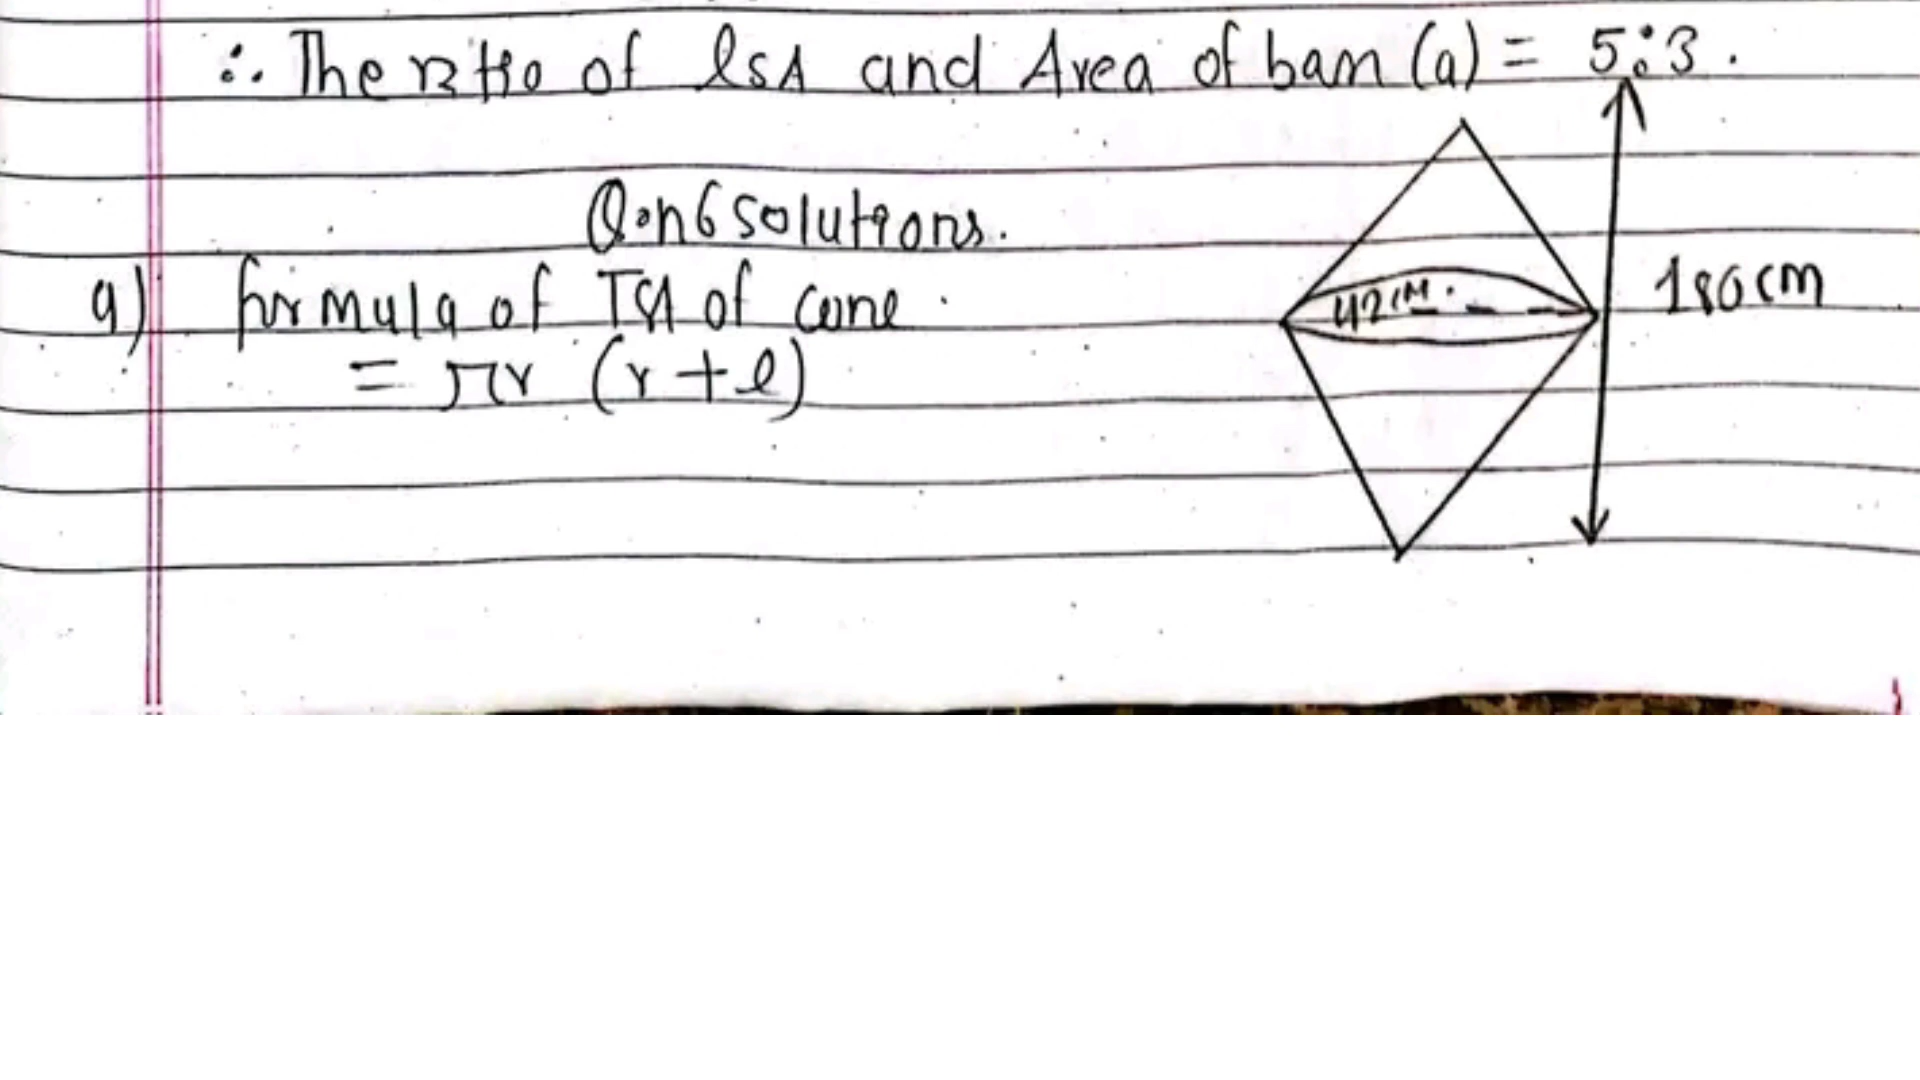 ∴ The ratio of lSA and Area of bam (a) = 5:3.
Q.n 6 solutions.
a) formula of TSA of cone.
= πr (r+l)
42cm.
180cm